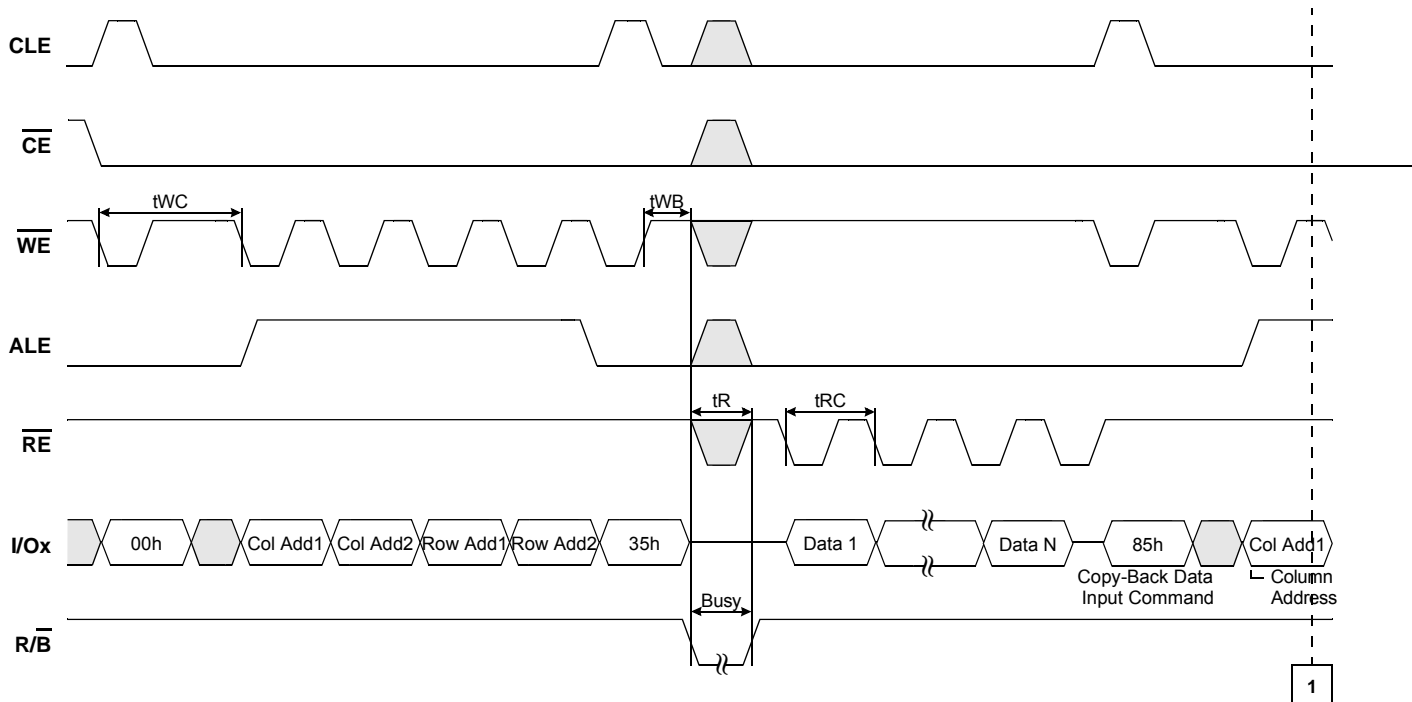 CLE
CE
tWC
tWB
WE
ALE
tR
tRC
RE
I/Ox
00h
Col Add1
Col Add2
Row Add1
Row Add2
35h
Data 1
Data N
85h
Col Add1
Copy-Back Data
Input Command
Column
Address
Busy
R/B
1